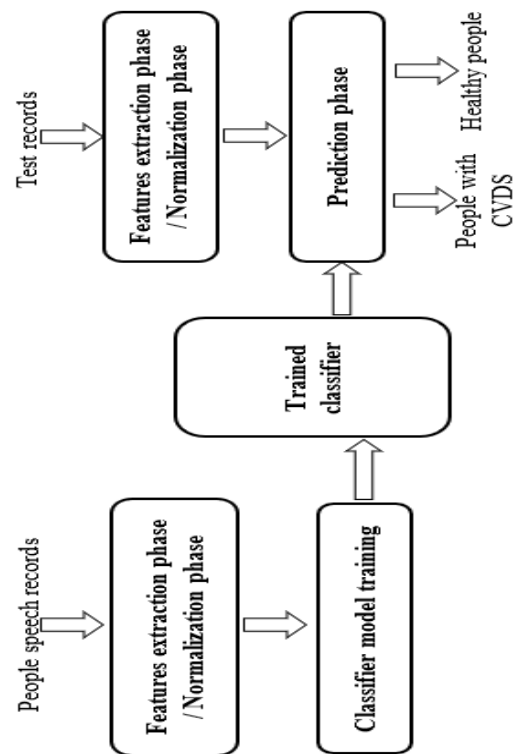 People speech records
Features extraction phase
/ Normalization phase
Classifier model training
Trained
classifier
Test records
Features extraction phase
/ Normalization phase
Prediction phase
People with
CVDS
Healthy people